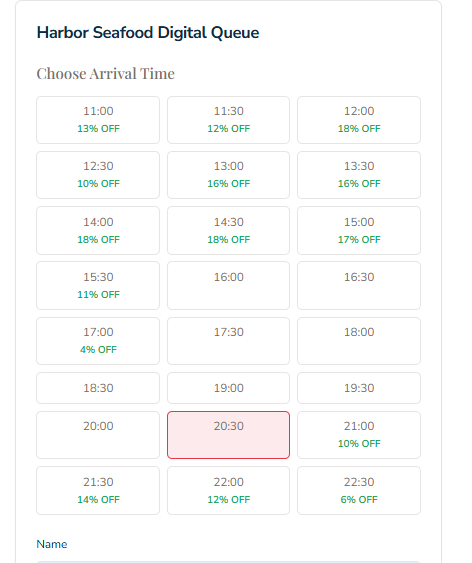 Harbor Seafood Digital Queue
Choose Arrival Time
11:00 11:30 12:00
13% OFF 12% OFF 18% OFF
12:30 13:00 13:30
10% OFF 16% OFF 16% OFF
14:00 14:30 15:00
18% OFF 18% OFF 17% OFF
15:30 16:00 16:30
11% OFF
17:00 17:30 18:00
4% OFF
18:30 19:00 19:30
20:00 20:30 21:00
10% OFF
21:30 22:00 22:30
14% OFF 12% OFF 6% OFF
Name